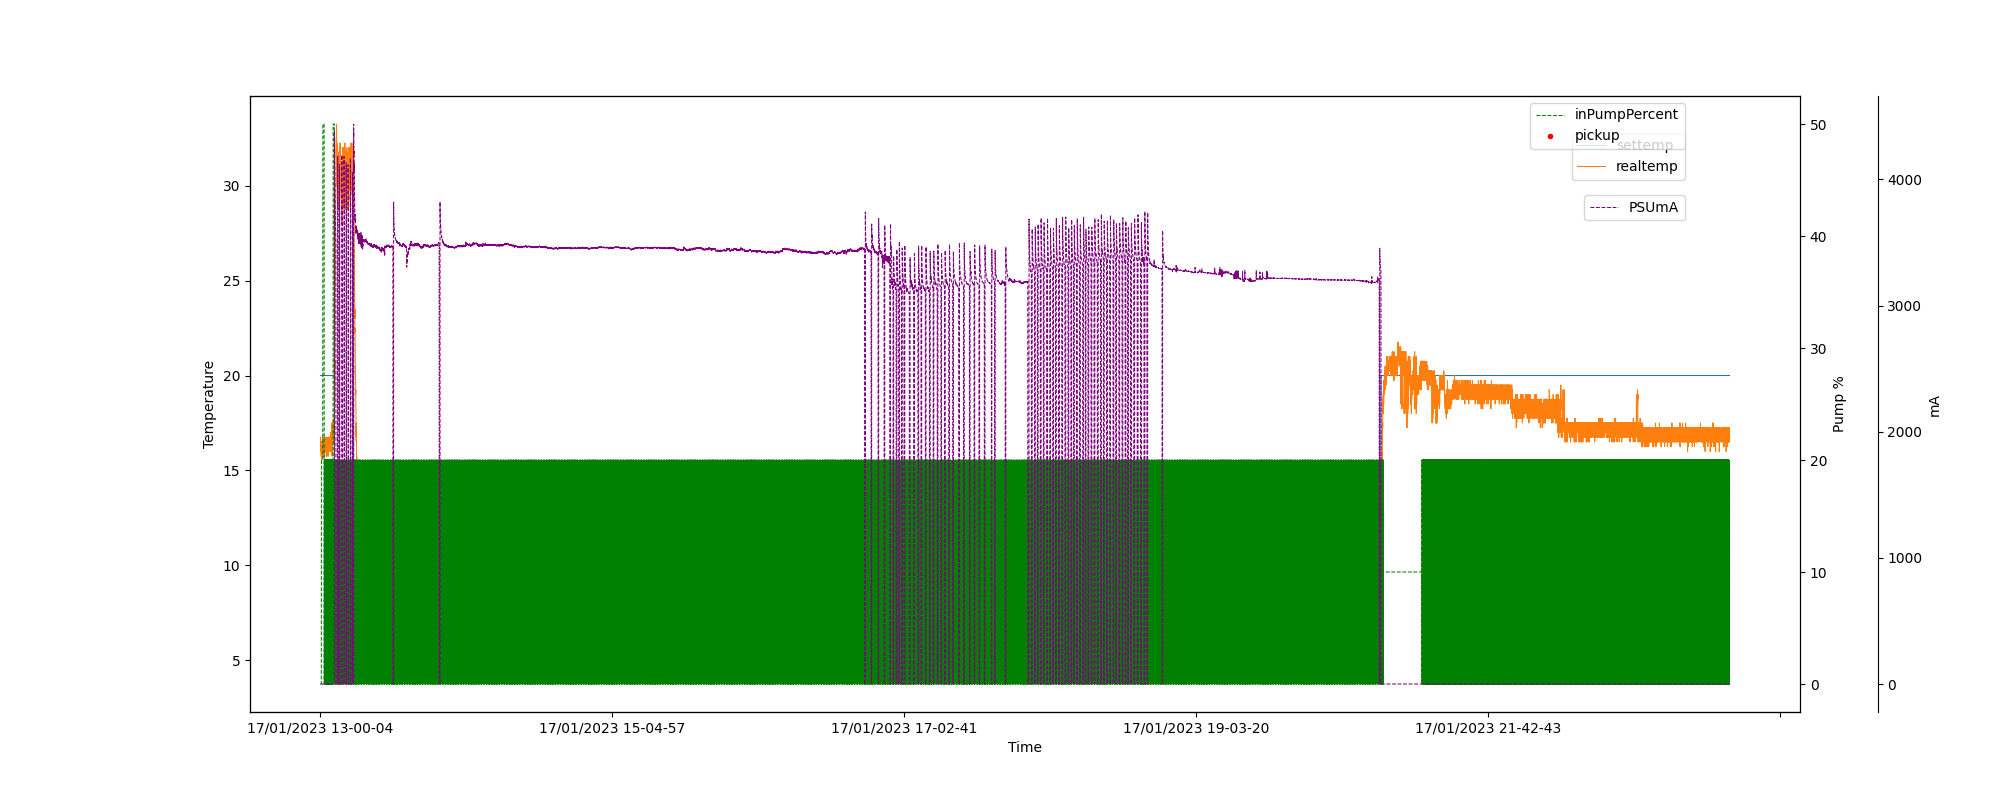 inPumpPercent
pickup
settemp
realtemp
PSUmA
30
25
20
15
10
5
Temperature
50
40
30
20
10
0
Pump %
4000
3000
2000
1000
0
mA
17/01/2023 13-00-04
17/01/2023 15-04-57
17/01/2023 17-02-41
17/01/2023 19-03-20
17/01/2023 21-42-43
Time